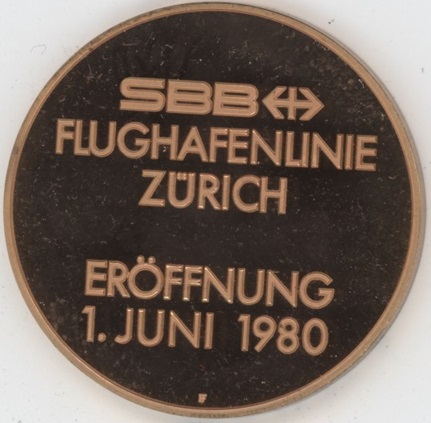 SBB
FLUGHAFENLINIE
ZÜRICH
ERÖFFNUNG
1. JUNI 1980
F